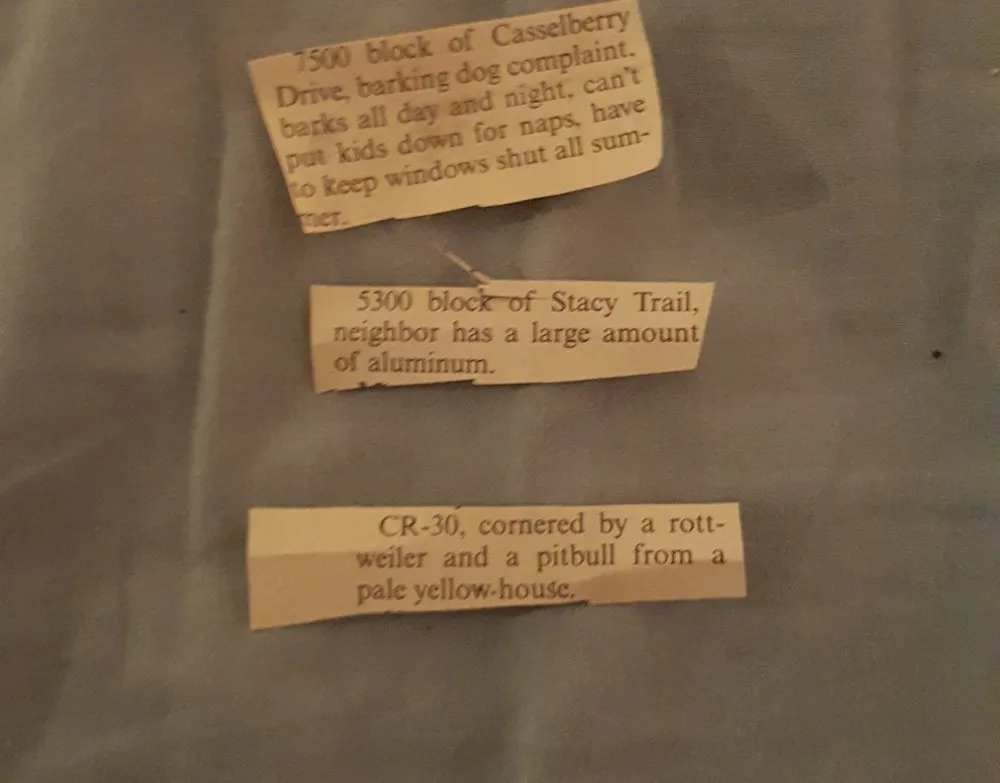 7500 block of Casselberry
Drive, barking dog complaint.
barks all day and night, can't
put kids down for naps, have
to keep windows shut all sum-
mer.
5300 block of Stacy Trail,
neighbor has a large amount
of aluminum.
CR-30, cornered by a rott-
weiler and a pitbull from a
pale yellow-house.